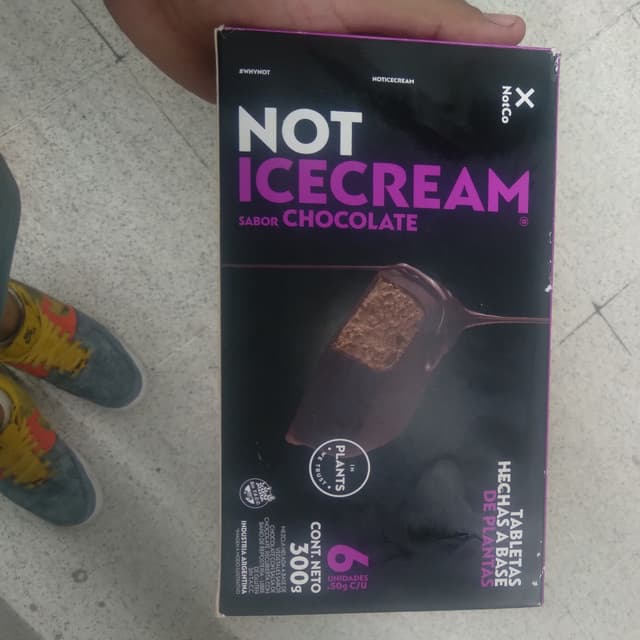 #WHYNOT
NOTICECREAM
NotCo
NOT
ICECREAM
SABOR CHOCOLATE
IN
PLANTS
WE TRUST
TABLETAS
HECHAS A BASE
DE PLANTAS
6
UNIDADES
.50g C/U
CONT. NETO
300g
INDUSTRIA ARGENTINA